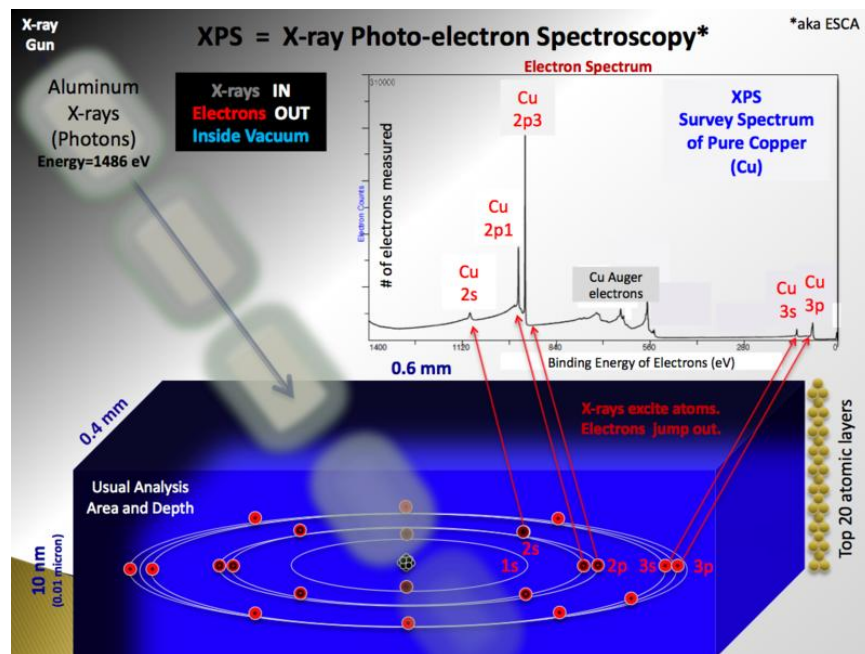 X-ray
Gun
XPS = X-ray Photo-electron Spectroscopy*
*aka ESCA
Aluminum
X-rays
(Photons)
Energy=1486 eV
X-rays IN
Electrons OUT
Inside Vacuum
Electron Spectrum
# of electrons measured
Electron Counts
Cu
2p3
Cu
2p1
Cu
2s
Cu Auger
electrons
Cu
3s
Cu
3p
XPS
Survey Spectrum
of Pure Copper
(Cu)
1400
1120
840
560
280
0
Binding Energy of Electrons (eV)
0.6 mm
0.4 mm
X-rays excite atoms.
Electrons jump out.
Usual Analysis
Area and Depth
10 nm
(0.01 micron)
1s
2s
2p
3s
3p
Top 20 atomic layers